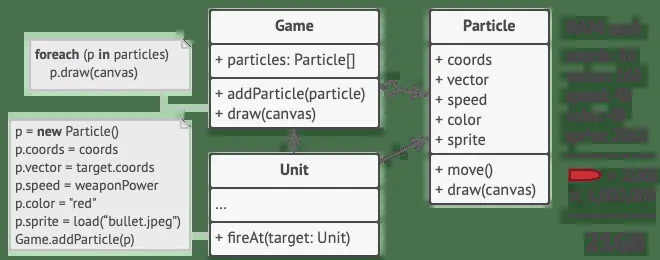 Game
+ particles: Particle[]
+ addParticle(particle)
+ draw(canvas)
Particle
+ coords
+ vector
+ speed
+ color
+ sprite
+ move()
+ draw(canvas)
foreach (p in particles)
p.draw(canvas)
p = new Particle()
p.coords = coords
p.vector = target.coords
p.speed = weaponPower
p.color = "red"
p.sprite = load("bullet.jpeg")
Game.addParticle(p)
Unit
...
+ fireAt(target: Unit)